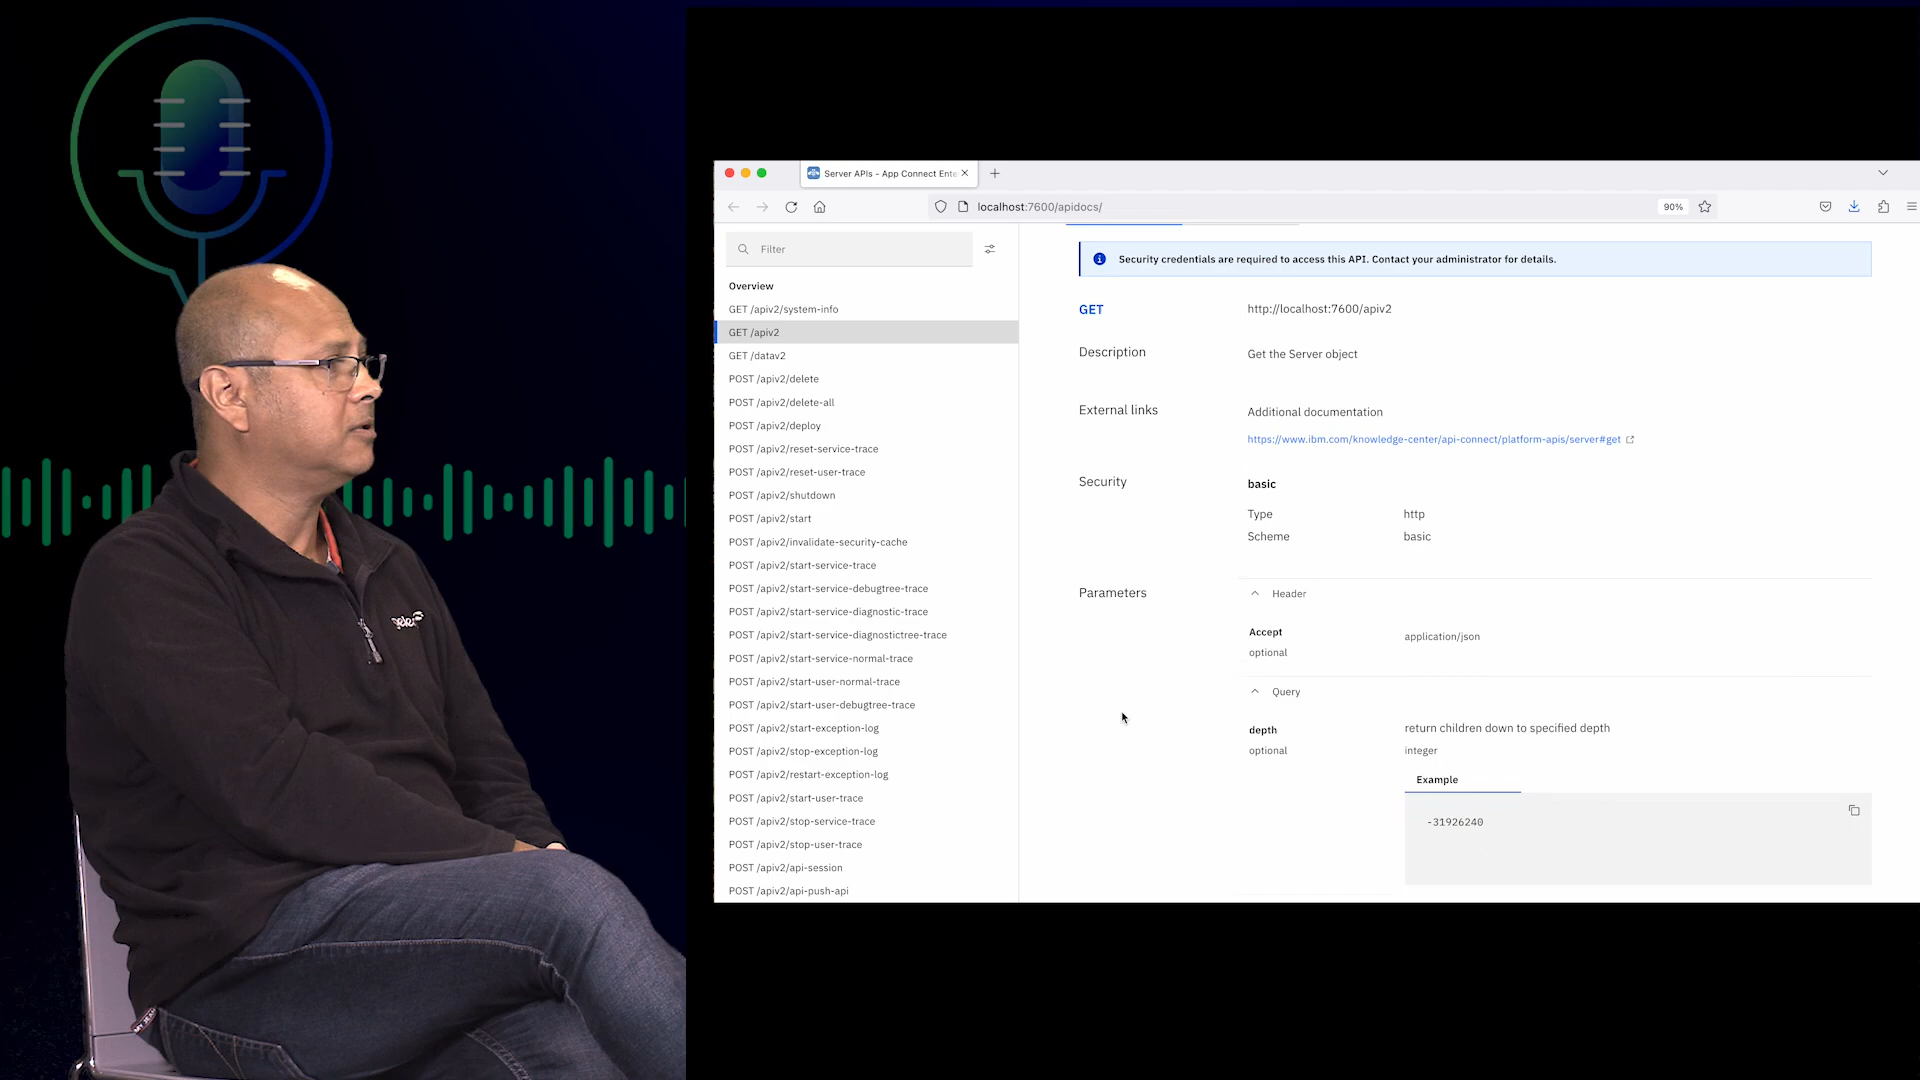 Server APIs - App Connect Ente
localhost:7600/apidocs/
90%
Filter
Overview
GET /apiv2/system-info
GET /apiv2
GET /datav2
POST /apiv2/delete
POST /apiv2/delete-all
POST /apiv2/deploy
POST /apiv2/reset-service-trace
POST /apiv2/reset-user-trace
POST /apiv2/shutdown
POST /apiv2/start
POST /apiv2/invalidate-security-cache
POST /apiv2/start-service-trace
POST /apiv2/start-service-debugtree-trace
POST /apiv2/start-service-diagnostic-trace
POST /apiv2/start-service-diagnostictree-trace
POST /apiv2/start-service-normal-trace
POST /apiv2/start-user-normal-trace
POST /apiv2/start-user-debugtree-trace
POST /apiv2/start-exception-log
POST /apiv2/stop-exception-log
POST /apiv2/restart-exception-log
POST /apiv2/start-user-trace
POST /apiv2/stop-service-trace
POST /apiv2/stop-user-trace
POST /apiv2/api-session
POST /apiv2/api-push-api
Security credentials are required to access this API. Contact your administrator for details.
GET http://localhost:7600/apiv2
Description Get the Server object
External links Additional documentation
https://www.ibm.com/knowledge-center/api-connect/platform-apis/server#get
Security basic
Type http
Scheme basic
Parameters Header
Accept application/json
optional
Query
depth return children down to specified depth
optional integer
Example
-31926240